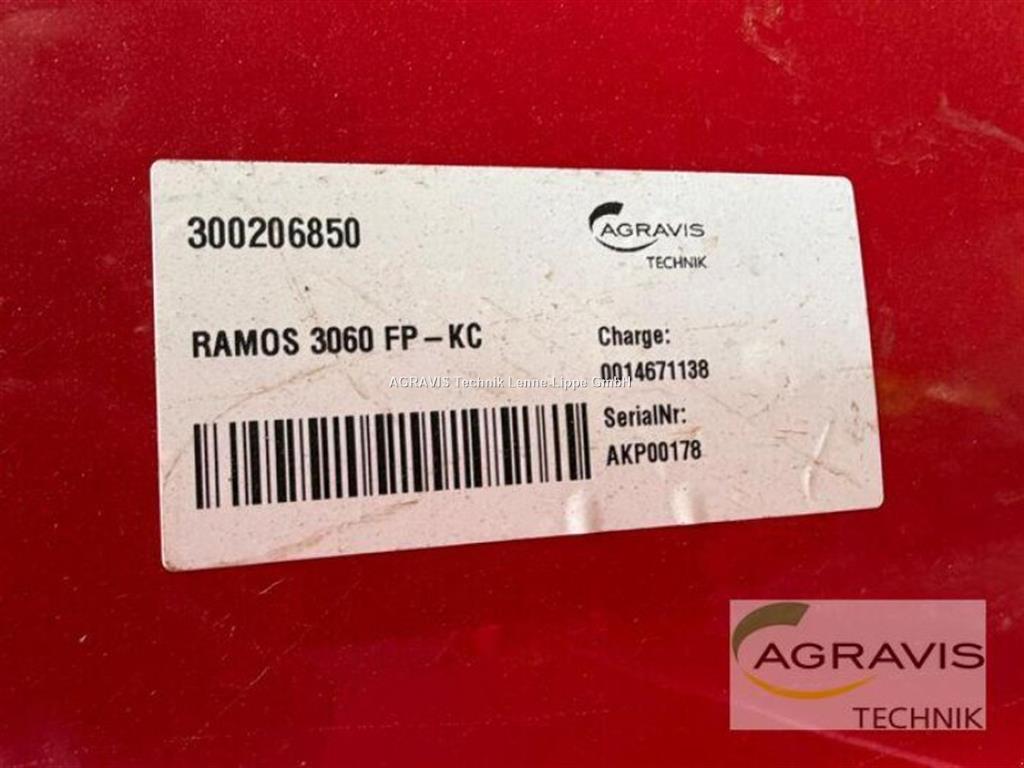 300206850
AGRAVIS
TECHNIK
RAMOS 3060 FP-KC
Charge:
0014671138
AGRAVIS Technik Lenne-Lippe GmbH
SerialNr:
AKP00178
AGRAVIS
TECHNIK